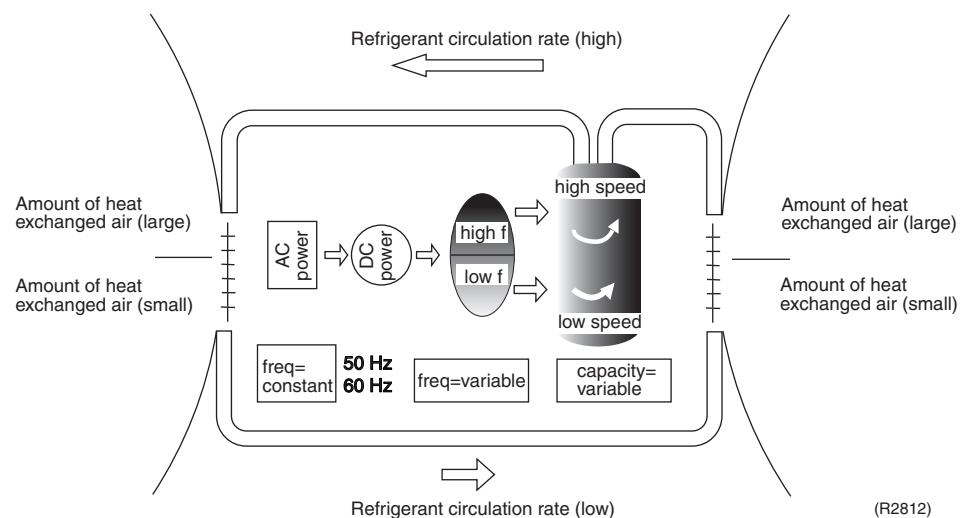 Refrigerant circulation rate (high)
high speed
Amount of heat
exchanged air (large)
Amount of heat
exchanged air (large)
AC
power
DC
power
high f
low f
Amount of heat
exchanged air (small)
Amount of heat
exchanged air (small)
low speed
freq=
constant
50 Hz
60 Hz
freq=variable
capacity=
variable
Refrigerant circulation rate (low)
(R2812)